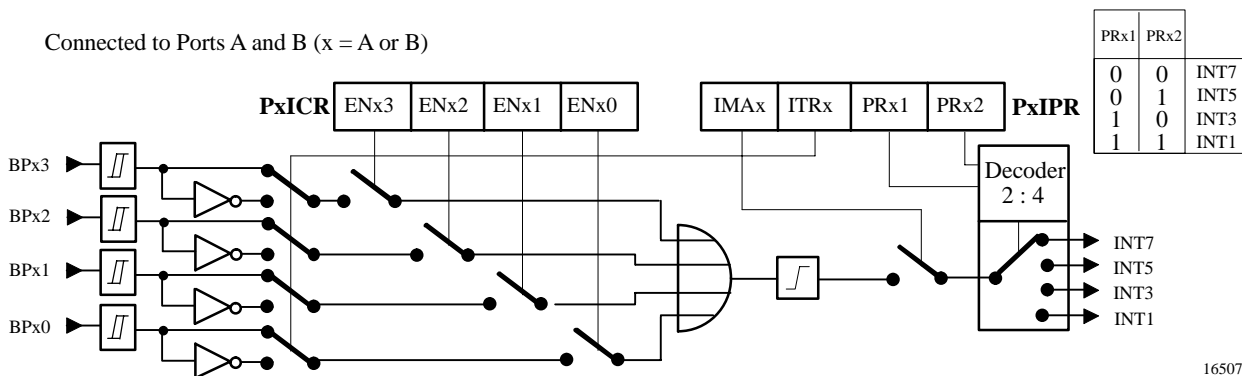 Connected to Ports A and B (x = A or B)
PRx1 PRx2
0 0 INT7
0 1 INT5
1 0 INT3
1 1 INT1
PxICR ENx3 ENx2 ENx1 ENx0 IMAx ITRx PRx1 PRx2 PxIPR
BPx3
BPx2
BPx1
BPx0
Decoder
2 : 4
INT7
INT5
INT3
INT1
16507